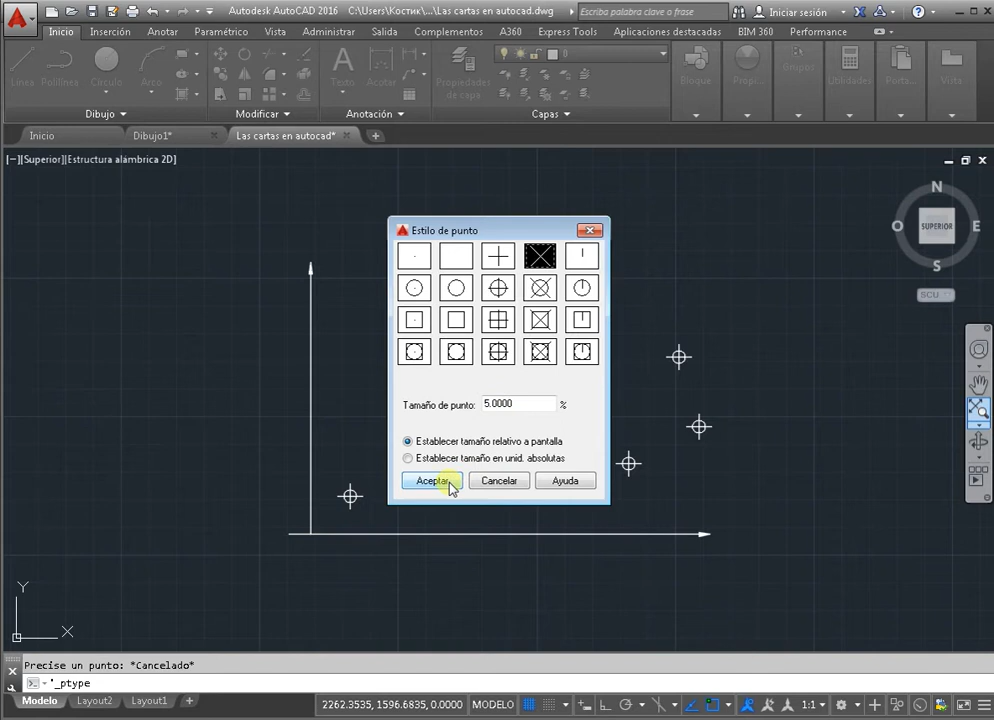 Autodesk AutoCAD 2016 C:\Users\Костик\...\Las cartas en autocad.dwg
Escriba palabra clave o frase
Iniciar sesión
Inicio Inserción Anotar Paramétrico Vista Administrar Salida Complementos A360 Express Tools Aplicaciones destacadas BIM 360 Performance
Línea Polilínea Círculo Arco Texto Acotar Propiedades de capa 0 Bloque Propi... Grupos Utilidades Porta... Vista
Dibujo Modificar Anotación Capas
Inicio Dibujo1* Las cartas en autocad*
[−][Superior][Estructura alámbrica 2D]
N
O SUPERIOR E
S
SCU
Estilo de punto
Tamaño de punto: 5.0000 %
Establecer tamaño relativo a pantalla
Establecer tamaño en unid. absolutas
Aceptar Cancelar Ayuda
Y
X
Precise un punto: *Cancelado*
'_ptype
Modelo Layout2 Layout1
2262.3535, 1596.6835, 0.0000 MODELO 1:1